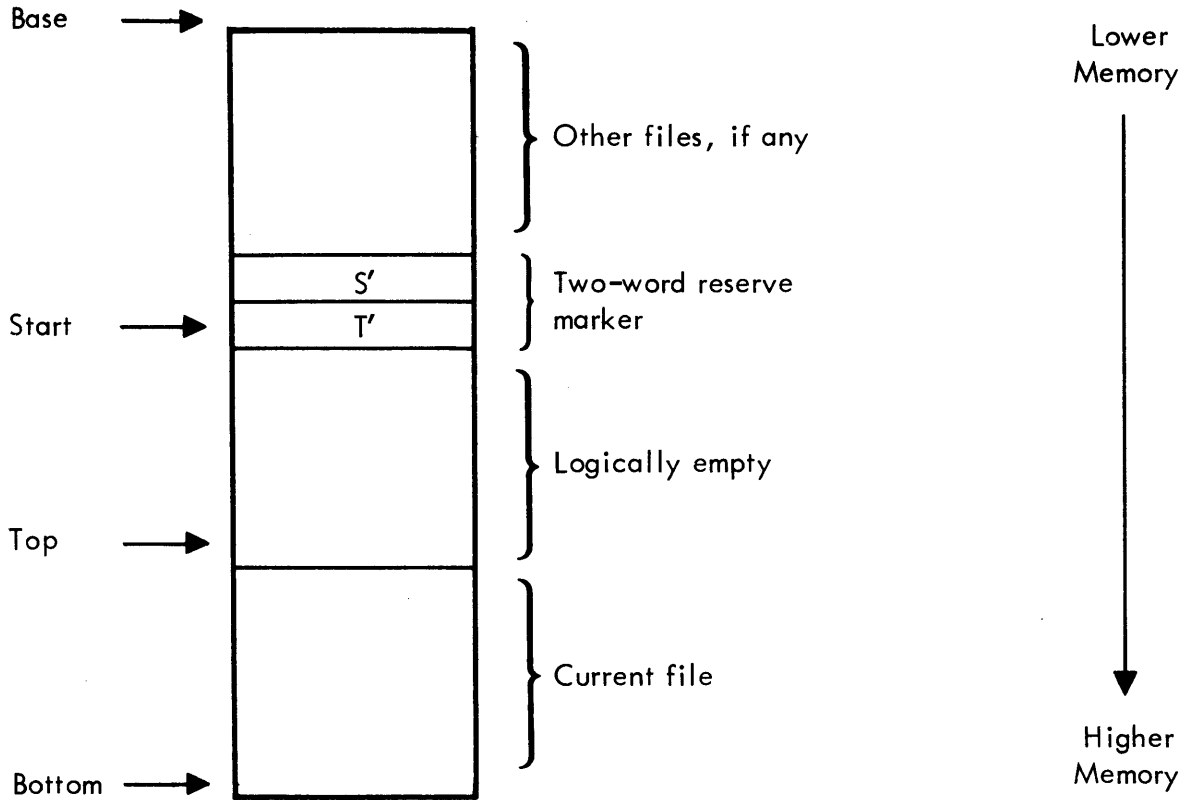 Base
Lower
Memory
Other files, if any
S′
Two-word reserve
marker
Start
T′
Logically empty
Top
Current file
Higher
Memory
Bottom